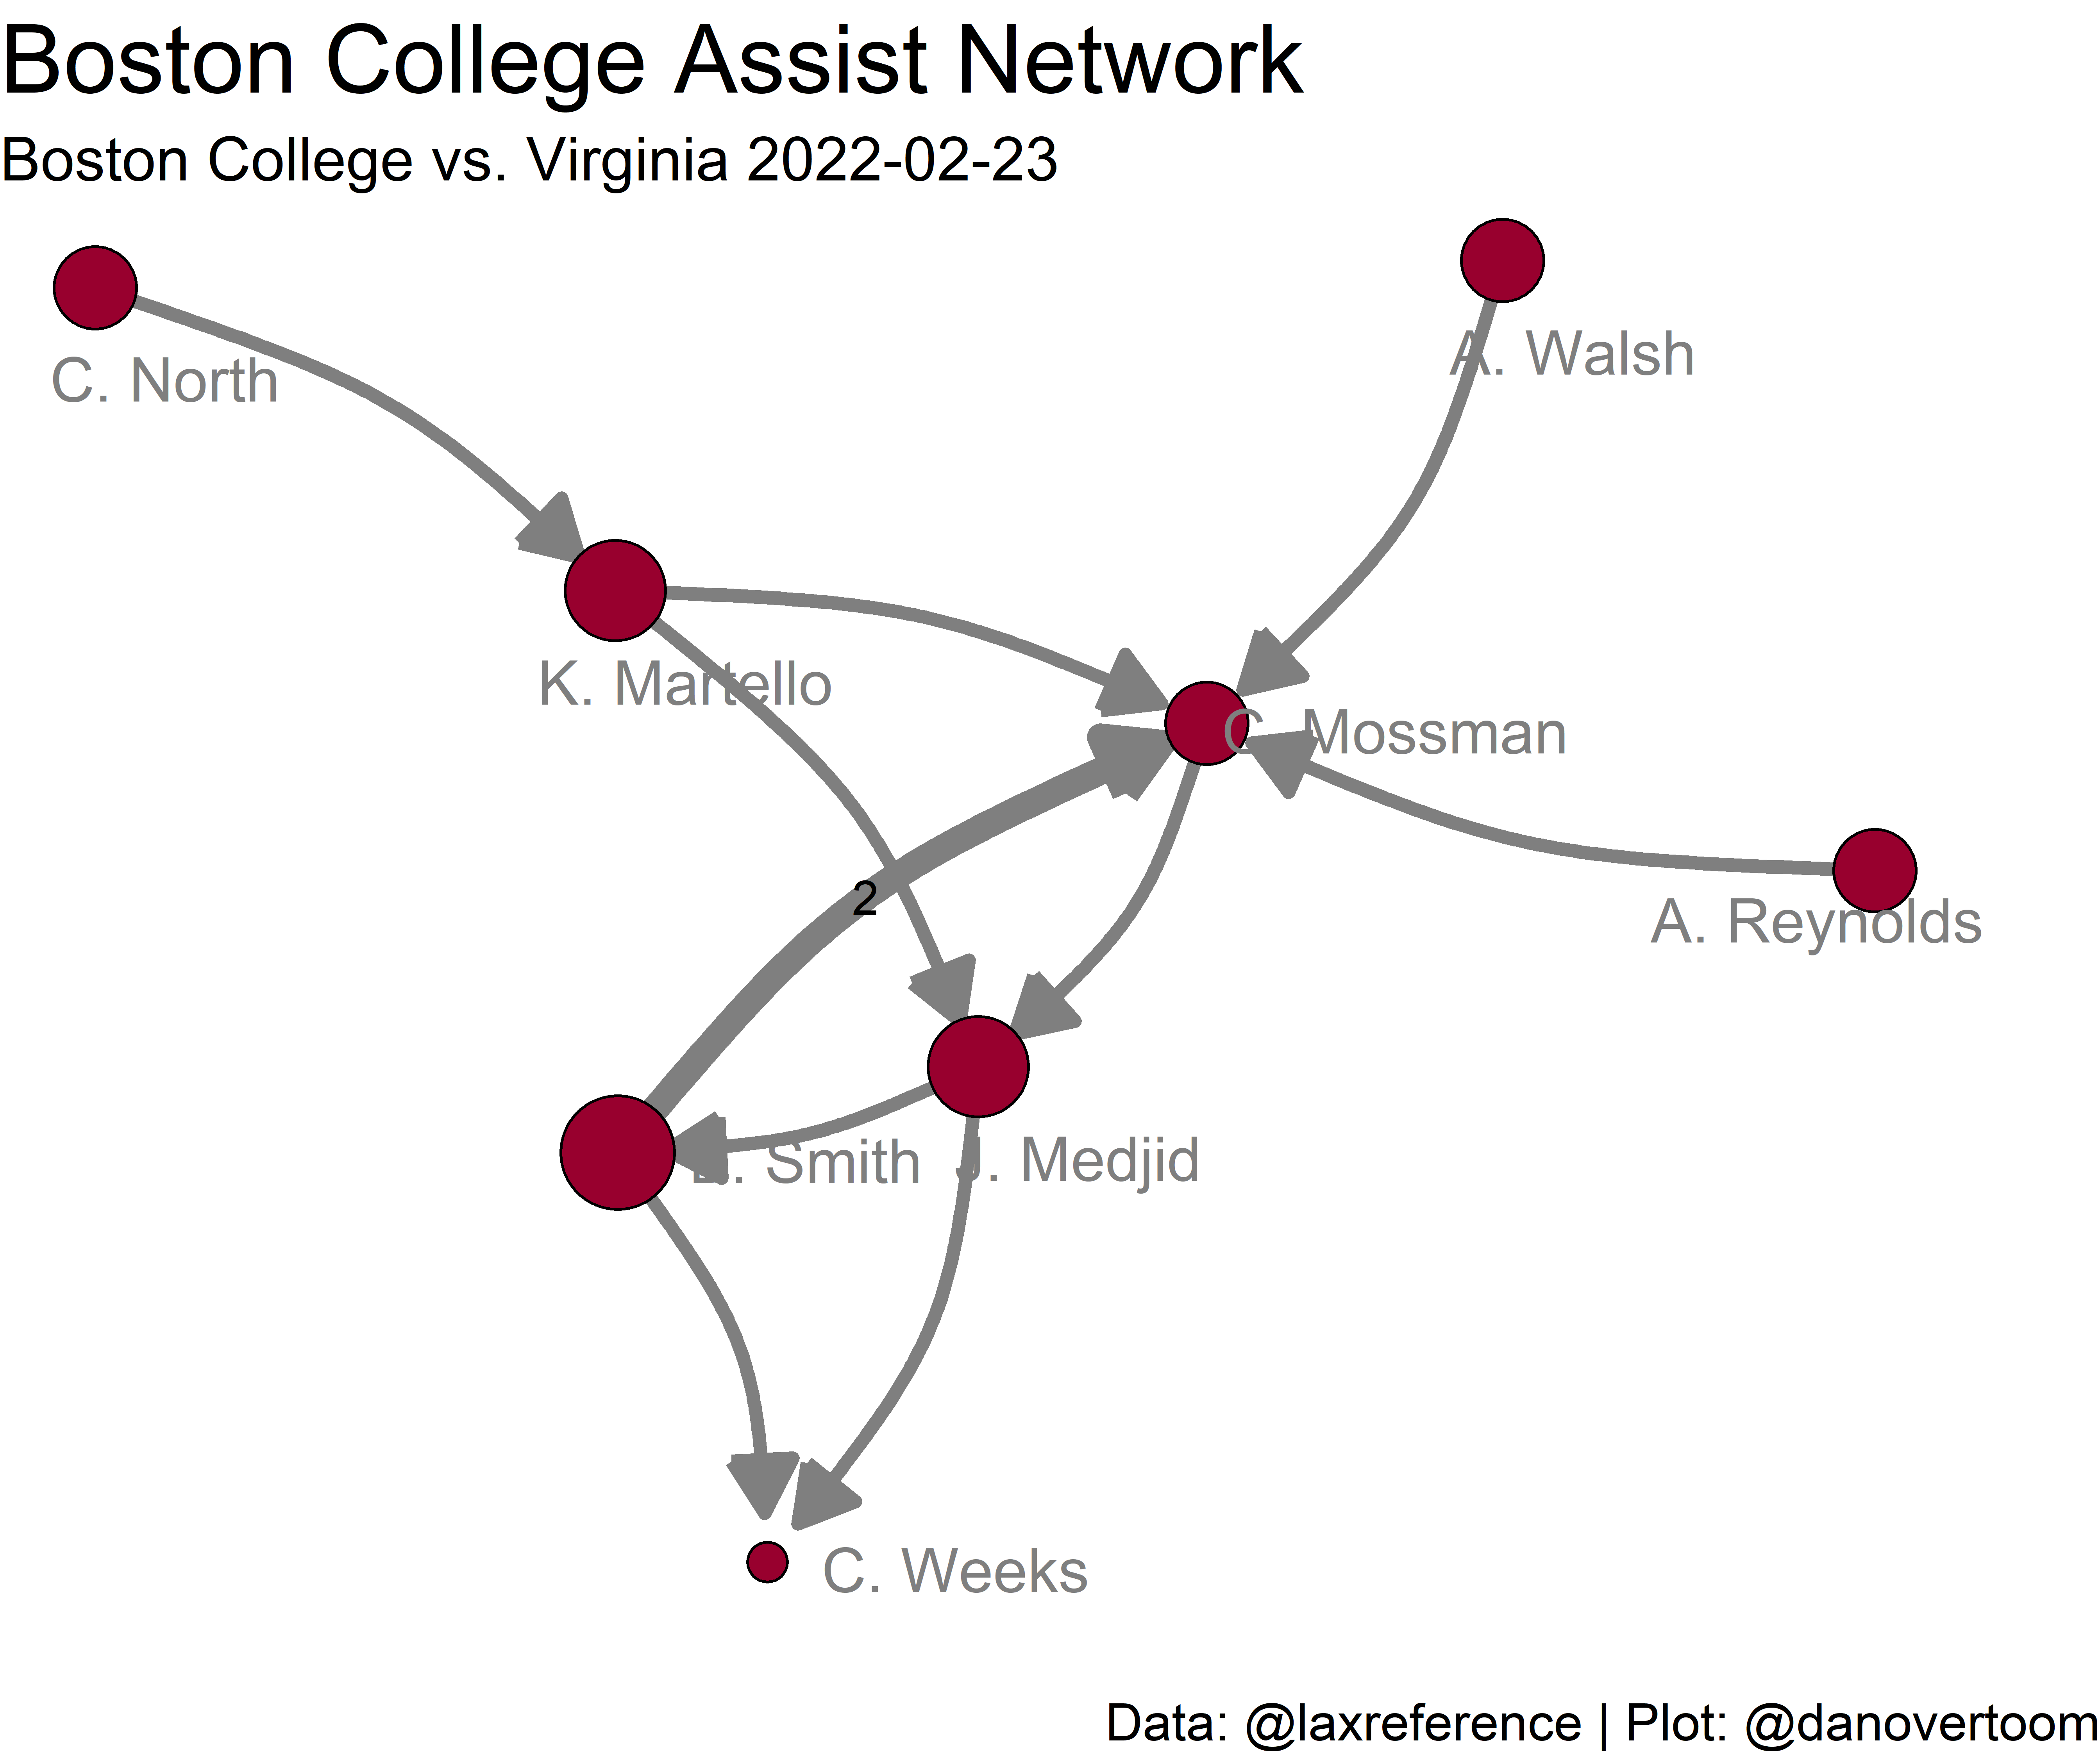 Boston College Assist Network
Boston College vs. Virginia 2022-02-23
C. North
A. Walsh
K. Martello
C. Mossman
2
A. Reynolds
Smith
J. Medjid
C. Weeks
Data: @laxreference | Plot: @danovertoom